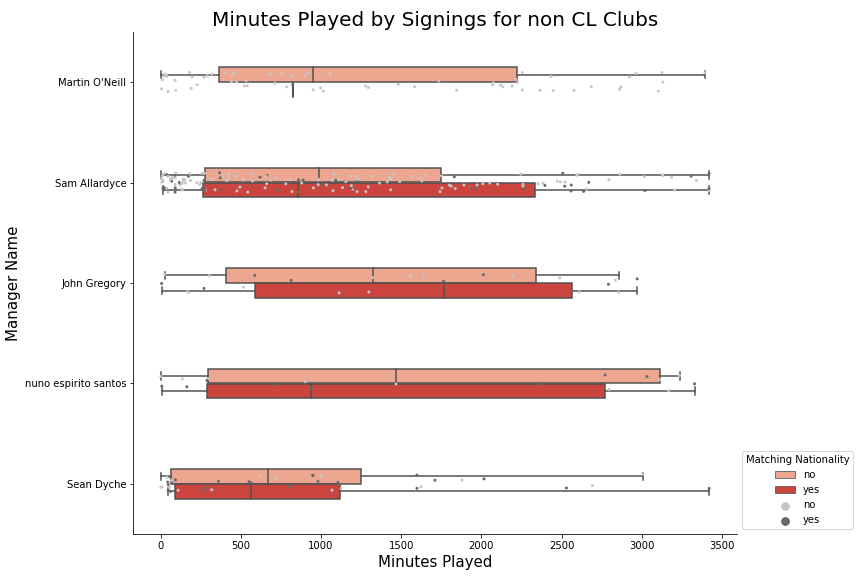 Minutes Played by Signings for non CL Clubs
Manager Name
Martin O'Neill
Sam Allardyce
John Gregory
nuno espirito santos
Sean Dyche
0 500 1000 1500 2000 2500 3000 3500
Minutes Played
Matching Nationality
no
yes
no
yes